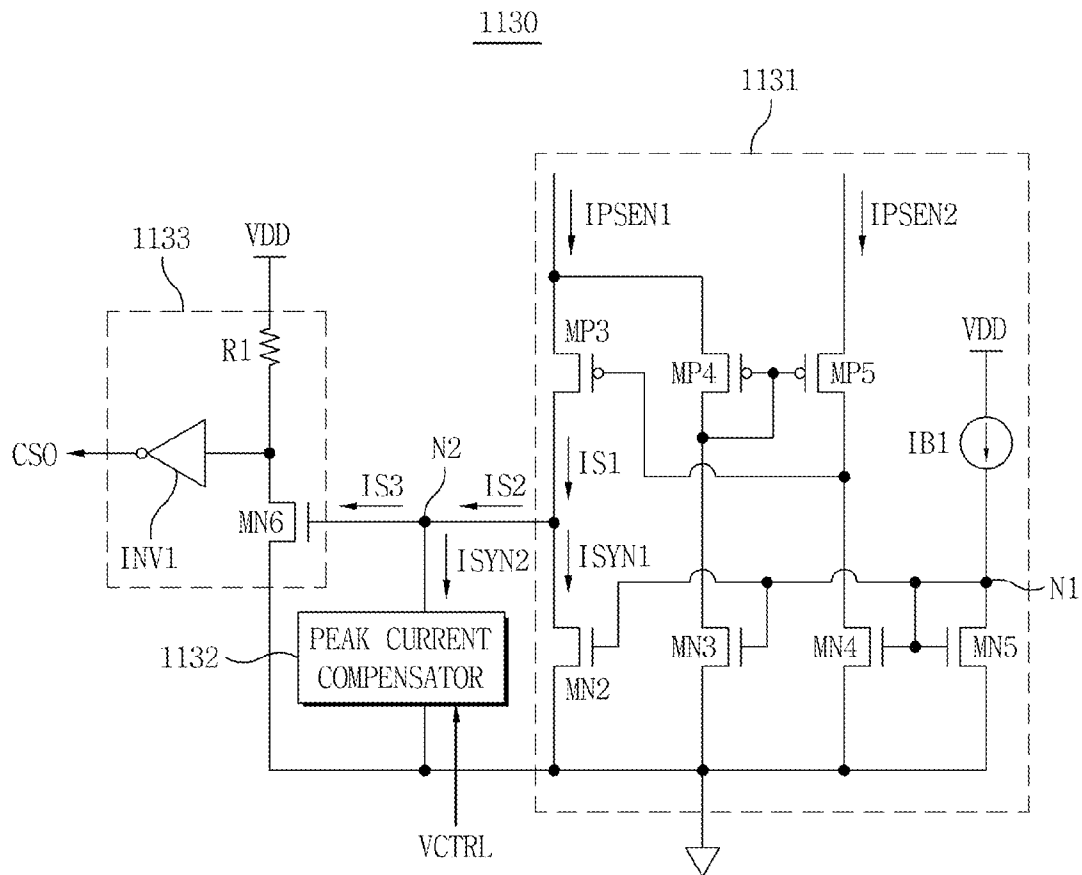 1130
1131
IPSEN1
IPSEN2
1133
VDD
R1
MP3
MP4
MP5
VDD
IB1
CSO
N2
IS3
IS2
IS1
MN6
INV1
ISYN2
ISYN1
N1
1132
PEAK CURRENT
COMPENSATOR
MN2
MN3
MN4
MN5
VCTRL